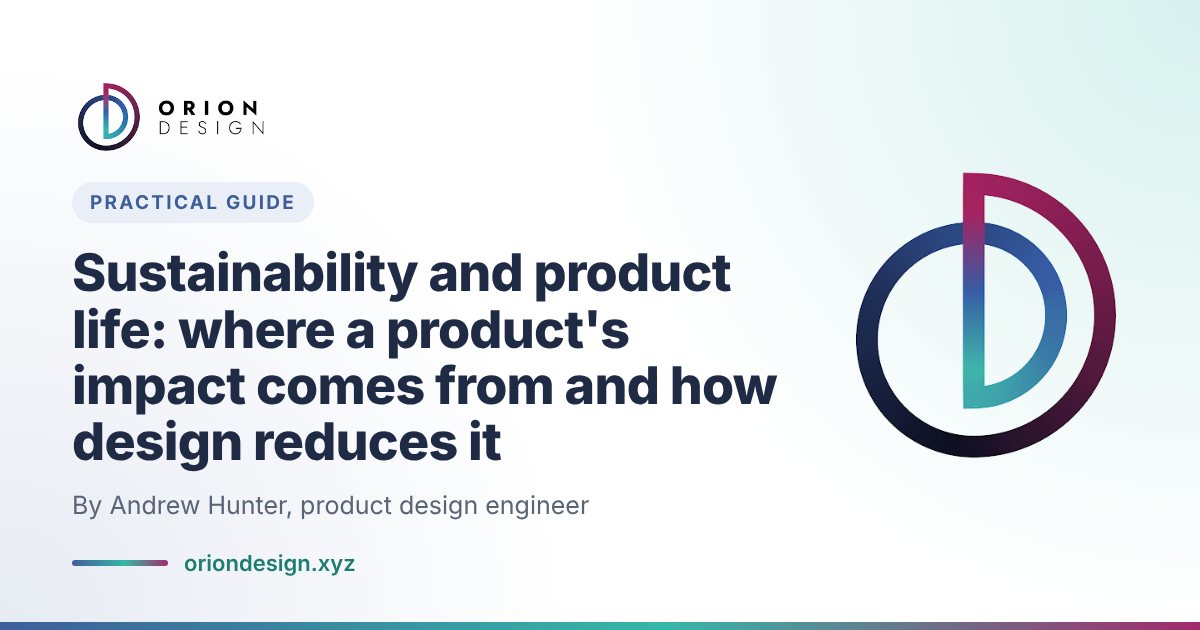 ORION
DESIGN
PRACTICAL GUIDE
Sustainability and product
life: where a product's
impact comes from and how
design reduces it
By Andrew Hunter, product design engineer
oriondesign.xyz